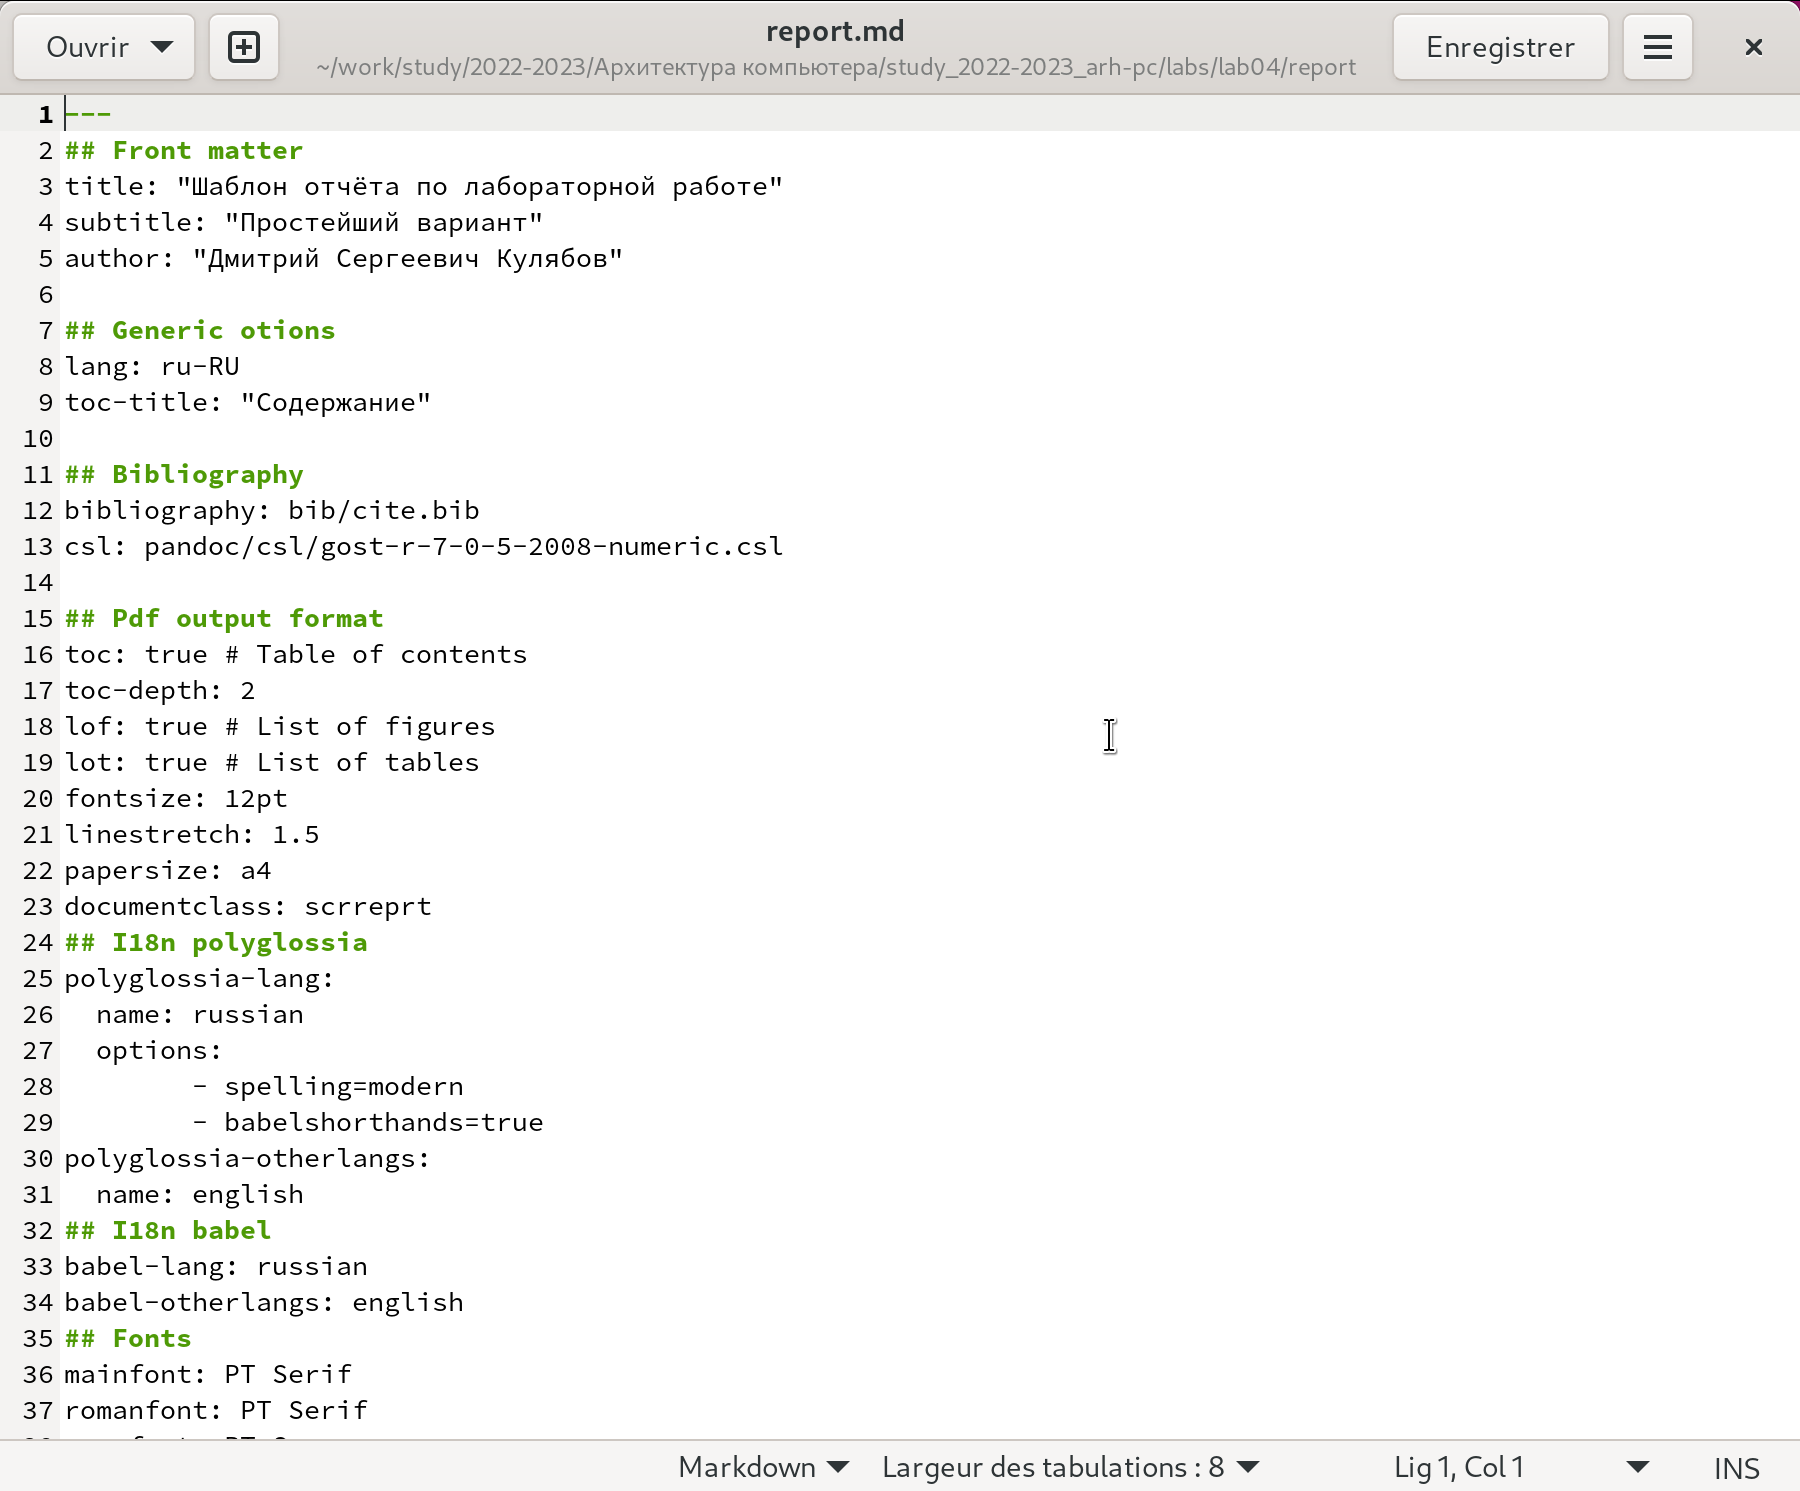 Ouvrir
report.md
~/work/study/2022-2023/Архитектура компьютера/study_2022-2023_arh-pc/labs/lab04/report
Enregistrer
1 ---
2 ## Front matter
3 title: "Шаблон отчёта по лабораторной работе"
4 subtitle: "Простейший вариант"
5 author: "Дмитрий Сергеевич Кулябов"
6
7 ## Generic otions
8 lang: ru-RU
9 toc-title: "Содержание"
10
11 ## Bibliography
12 bibliography: bib/cite.bib
13 csl: pandoc/csl/gost-r-7-0-5-2008-numeric.csl
14
15 ## Pdf output format
16 toc: true # Table of contents
17 toc-depth: 2
18 lof: true # List of figures
19 lot: true # List of tables
20 fontsize: 12pt
21 linestretch: 1.5
22 papersize: a4
23 documentclass: scrreprt
24 ## I18n polyglossia
25 polyglossia-lang:
26   name: russian
27   options:
28         - spelling=modern
29         - babelshorthands=true
30 polyglossia-otherlangs:
31   name: english
32 ## I18n babel
33 babel-lang: russian
34 babel-otherlangs: english
35 ## Fonts
36 mainfont: PT Serif
37 romanfont: PT Serif
Markdown Largeur des tabulations : 8 Lig 1, Col 1 INS